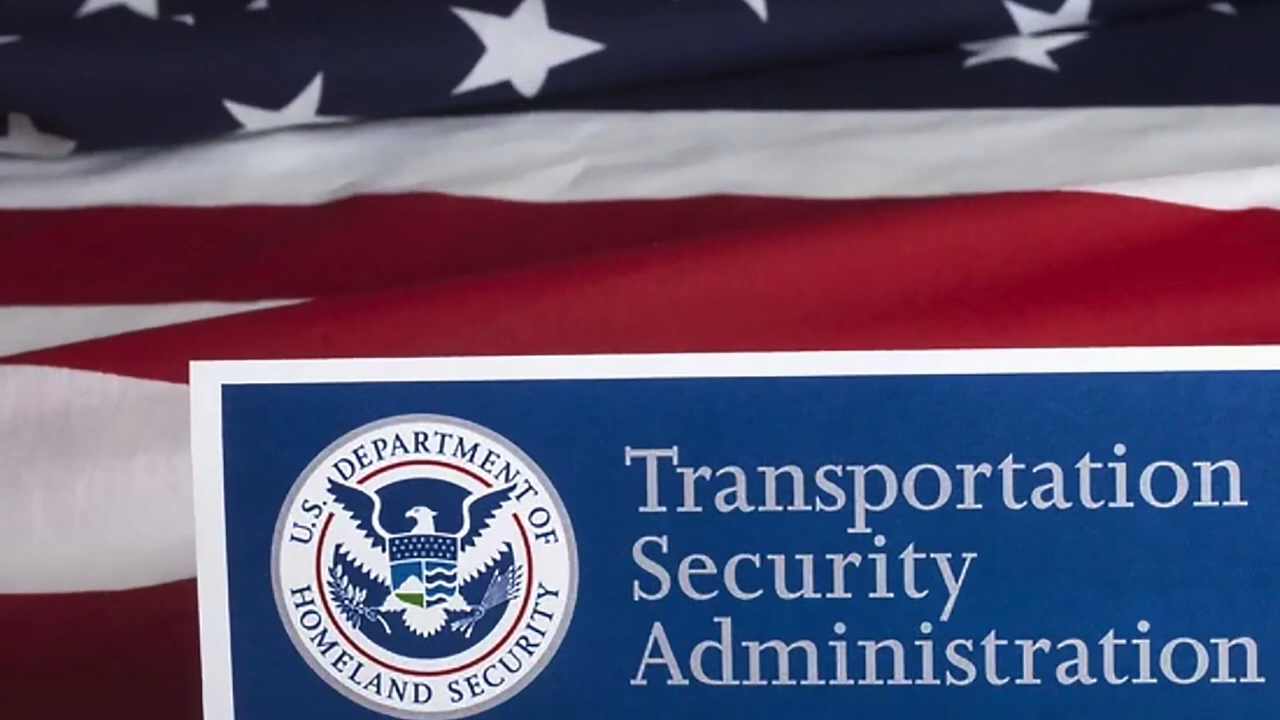 U.S. DEPARTMENT OF
HOMELAND SECURITY
Transportation
Security
Administration